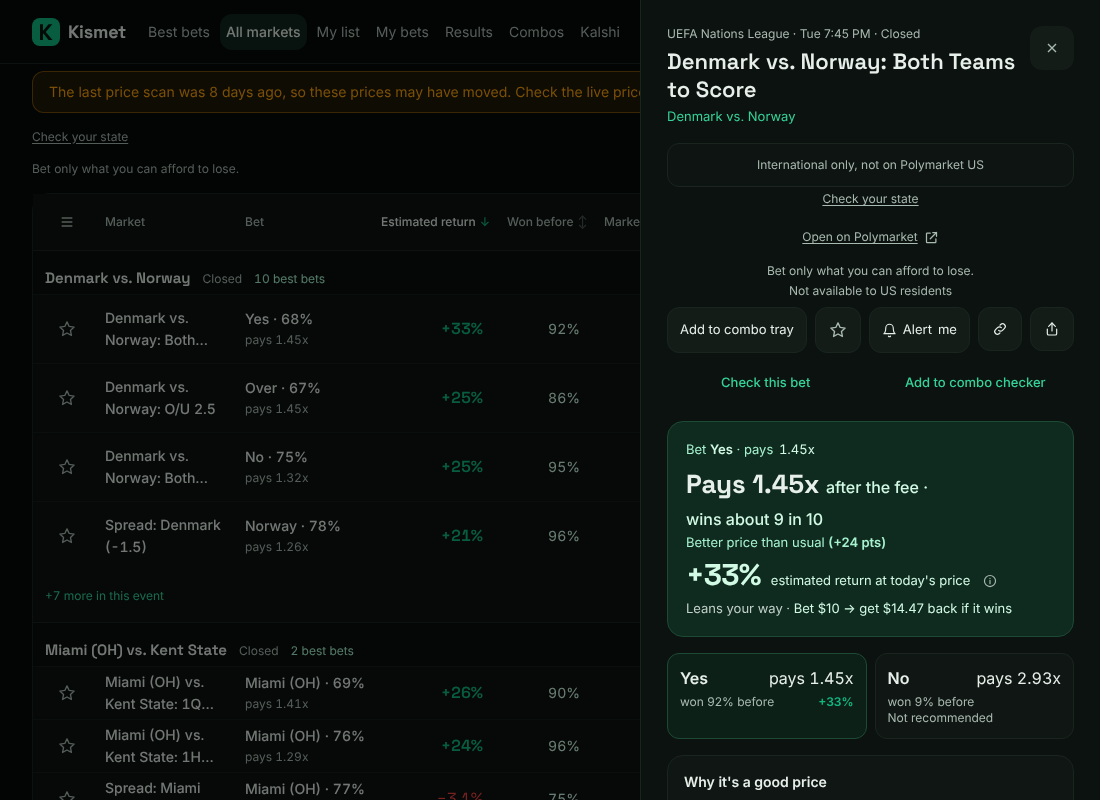 Kismet
Best bets
All markets
My list
My bets
Results
Combos
Kalshi
The last price scan was 8 days ago, so these prices may have moved. Check the live
Check your state
Bet only what you can afford to lose.
Market
Bet
Estimated return ↓
Won before
Denmark vs. Norway
Closed
10 best bets
Denmark vs.
Norway: Both...
Yes · 68%
pays 1.45x
+33%
92%
Denmark vs.
Norway: O/U 2.5
Over · 67%
pays 1.45x
+25%
86%
Denmark vs.
Norway: Both...
No · 75%
pays 1.32x
+25%
95%
Spread: Denmark
(-1.5)
Norway · 78%
pays 1.26x
+21%
96%
+7 more in this event
Miami (OH) vs. Kent State
Closed
2 best bets
Miami (OH) vs.
Kent State: 1Q...
Miami (OH) · 69%
pays 1.41x
+26%
90%
Miami (OH) vs.
Kent State: 1H...
Miami (OH) · 76%
pays 1.29x
+24%
96%
Spread: Miami
Miami (OH) · 77%
75%
UEFA Nations League · Tue 7:45 PM · Closed
Denmark vs. Norway: Both Teams
to Score
Denmark vs. Norway
International only, not on Polymarket US
Check your state
Open on Polymarket
Bet only what you can afford to lose.
Not available to US residents
Add to combo tray
Alert me
Check this bet
Add to combo checker
Bet Yes · pays 1.45x
Pays 1.45x after the fee ·
wins about 9 in 10
Better price than usual (+24 pts)
+33% estimated return at today's price
Leans your way · Bet $10 → get $14.47 back if it wins
Yes
pays 1.45x
won 92% before
+33%
No
pays 2.93x
won 9% before
Not recommended
Why it's a good price